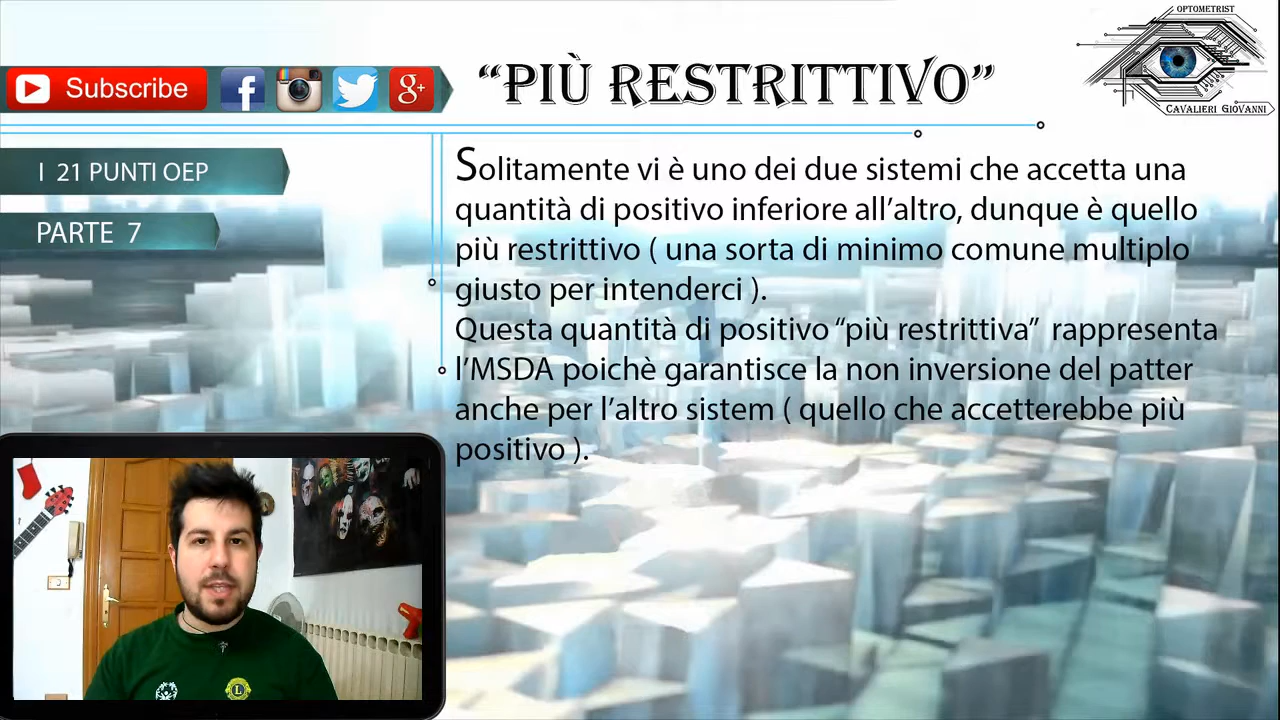 OPTOMETRIST
CAVALIERI GIOVANNI
Subscribe
“PIÙ RESTRITTIVO”
I 21 PUNTI OEP
PARTE 7
Solitamente vi è uno dei due sistemi che accetta una
quantità di positivo inferiore all’altro, dunque è quello
più restrittivo ( una sorta di minimo comune multiplo
giusto per intenderci ).
Questa quantità di positivo “più restrittiva” rappresenta
l’MSDA poichè garantisce la non inversione del patter
anche per l’altro sistem ( quello che accetterebbe più
positivo ).